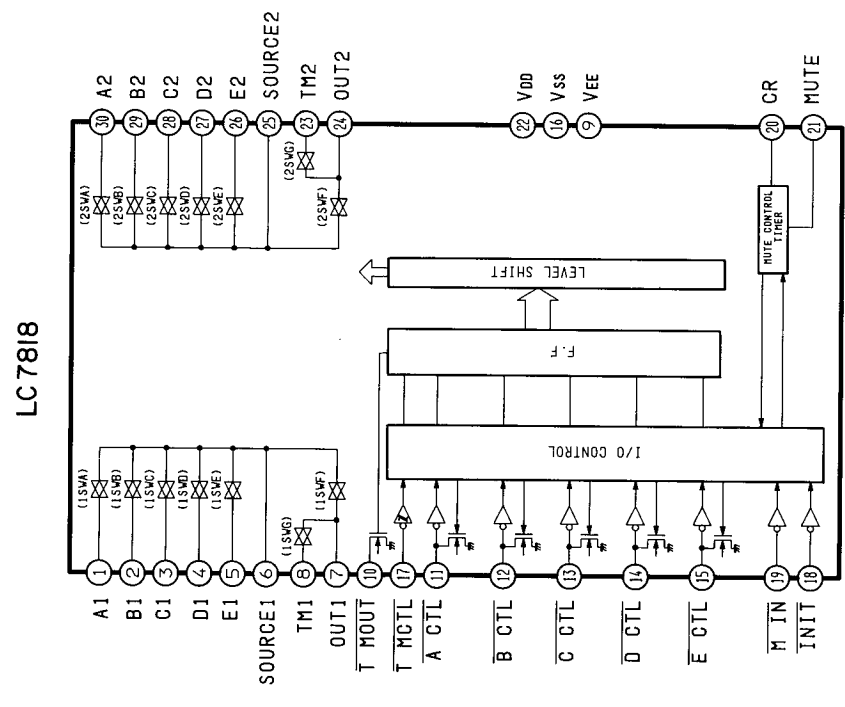 LC7818
A1
1
(1SWA)
B1
2
(1SWB)
C1
3
(1SWC)
D1
4
(1SWD)
E1
5
(1SWE)
SOURCE1
6
TM1
8
(1SWG)
OUT1
7
(1SWF)
T MOUT
10
T MCTL
17
A CTL
11
B CTL
12
C CTL
13
D CTL
14
E CTL
15
M IN
19
INIT
18
I/O CONTROL
F.F
LEVEL SHIFT
MUTE CONTROL
TIMER
(2SWA)
30
A2
(2SWB)
29
B2
(2SWC)
28
C2
(2SWD)
27
D2
(2SWE)
26
E2
25
SOURCE2
(2SWG)
23
TM2
(2SWF)
24
OUT2
22
VDD
16
VSS
9
VEE
20
CR
21
MUTE